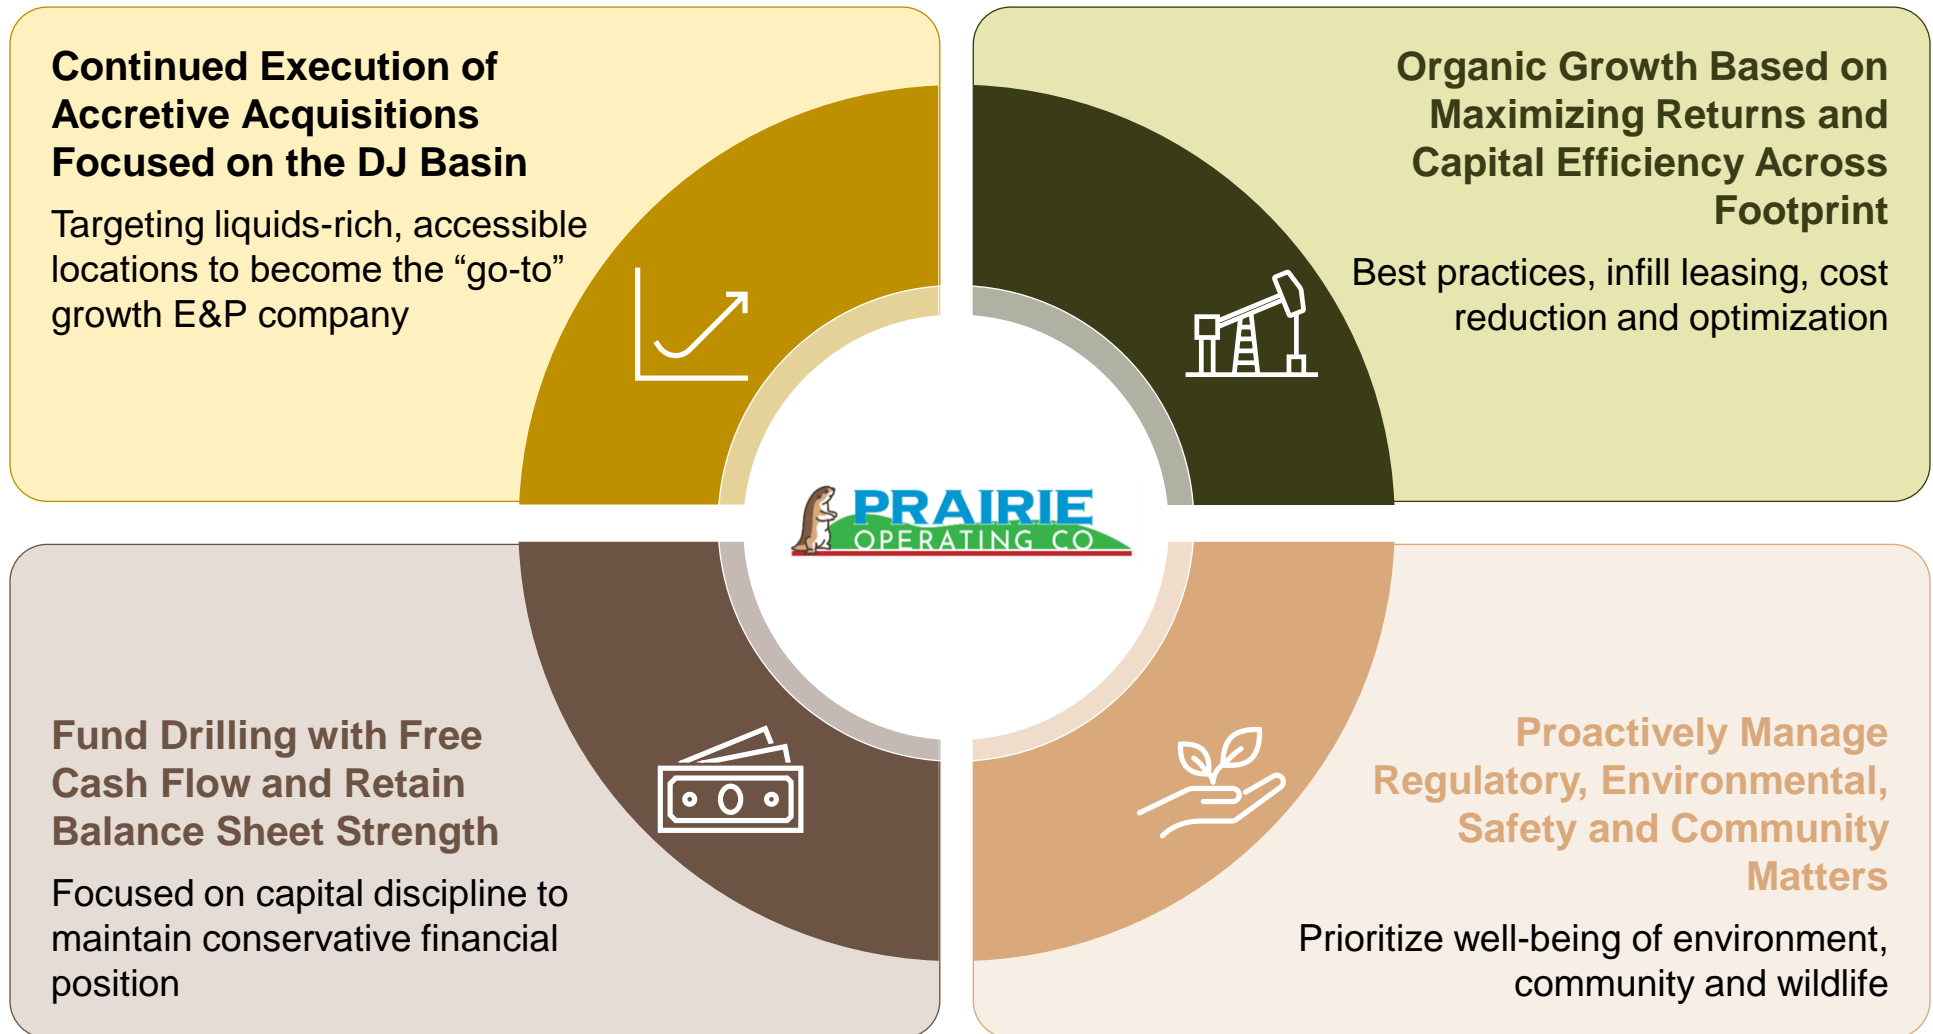 Continued Execution of
Accretive Acquisitions
Focused on the DJ Basin
Targeting liquids-rich, accessible
locations to become the “go-to”
growth E&P company
Organic Growth Based on
Maximizing Returns and
Capital Efficiency Across
Footprint
Best practices, infill leasing, cost
reduction and optimization
PRAIRIE
OPERATING CO
Fund Drilling with Free
Cash Flow and Retain
Balance Sheet Strength
Focused on capital discipline to
maintain conservative financial
position
Proactively Manage
Regulatory, Environmental,
Safety and Community
Matters
Prioritize well-being of environment,
community and wildlife